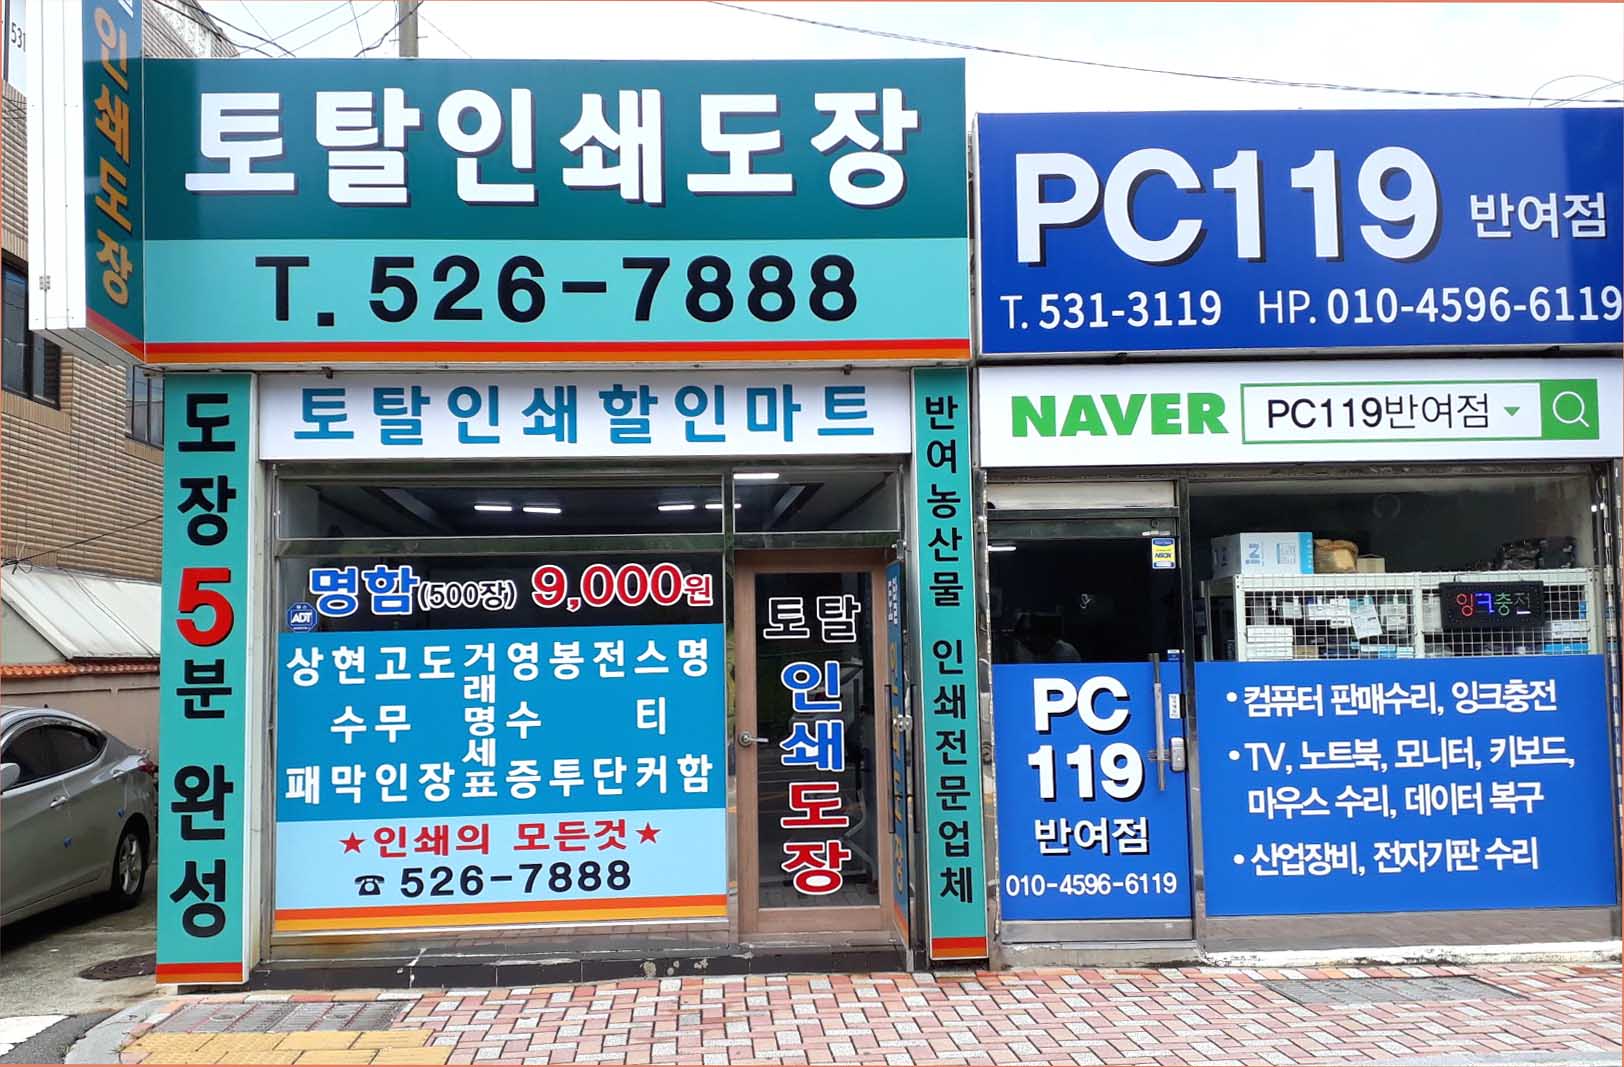 531
인쇄도장
토탈인쇄도장
T. 526-7888
PC119 반여점
T. 531-3119 HP. 010-4596-6119
토탈인쇄할인마트
NAVER PC119반여점
도장 5분 완성
반여농산물 인쇄전문업체
명함(500장) 9,000원
ADT
상수패
현수막
고무인
도장
거래명세표
영수증
봉투
전단
스티커
명함
★인쇄의 모든것★
☎ 526-7888
토탈
인쇄도장
잉크충전
PC
119
반여점
010-4596-6119
• 컴퓨터 판매수리, 잉크충전
• TV, 노트북, 모니터, 키보드,
마우스 수리, 데이터 복구
• 산업장비, 전자기판 수리